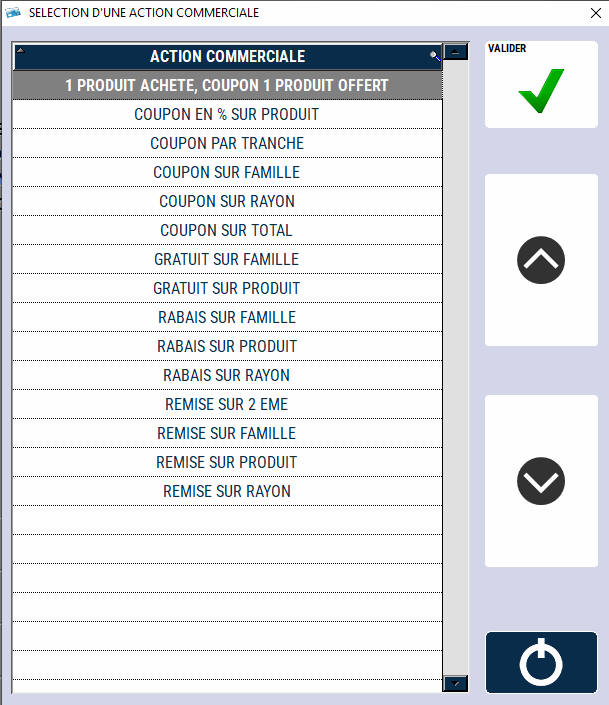 SELECTION D'UNE ACTION COMMERCIALE
ACTION COMMERCIALE
1 PRODUIT ACHETE, COUPON 1 PRODUIT OFFERT
COUPON EN % SUR PRODUIT
COUPON PAR TRANCHE
COUPON SUR FAMILLE
COUPON SUR RAYON
COUPON SUR TOTAL
GRATUIT SUR FAMILLE
GRATUIT SUR PRODUIT
RABAIS SUR FAMILLE
RABAIS SUR PRODUIT
RABAIS SUR RAYON
REMISE SUR 2 EME
REMISE SUR FAMILLE
REMISE SUR PRODUIT
REMISE SUR RAYON
VALIDER